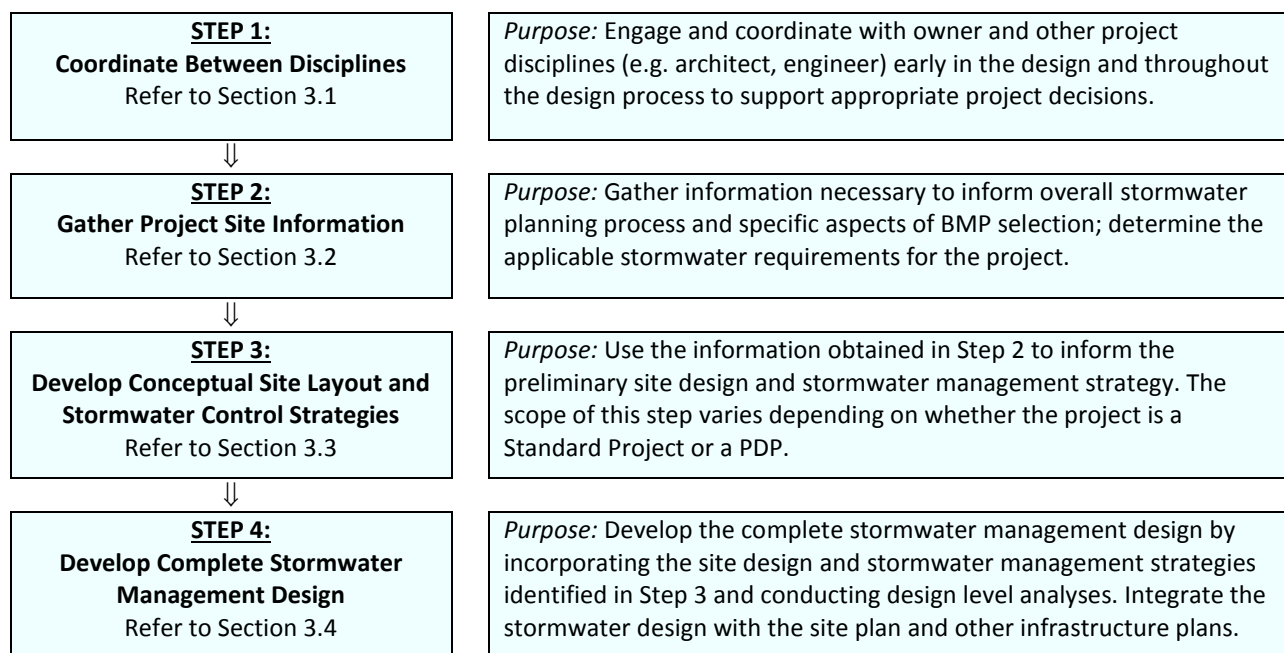 STEP 1:
Coordinate Between Disciplines
Refer to Section 3.1
Purpose: Engage and coordinate with owner and other project
disciplines (e.g. architect, engineer) early in the design and throughout
the design process to support appropriate project decisions.
⇓
STEP 2:
Gather Project Site Information
Refer to Section 3.2
Purpose: Gather information necessary to inform overall stormwater
planning process and specific aspects of BMP selection; determine the
applicable stormwater requirements for the project.
⇓
STEP 3:
Develop Conceptual Site Layout and
Stormwater Control Strategies
Refer to Section 3.3
Purpose: Use the information obtained in Step 2 to inform the
preliminary site design and stormwater management strategy. The
scope of this step varies depending on whether the project is a
Standard Project or a PDP.
⇓
STEP 4:
Develop Complete Stormwater
Management Design
Refer to Section 3.4
Purpose: Develop the complete stormwater management design by
incorporating the site design and stormwater management strategies
identified in Step 3 and conducting design level analyses. Integrate the
stormwater design with the site plan and other infrastructure plans.